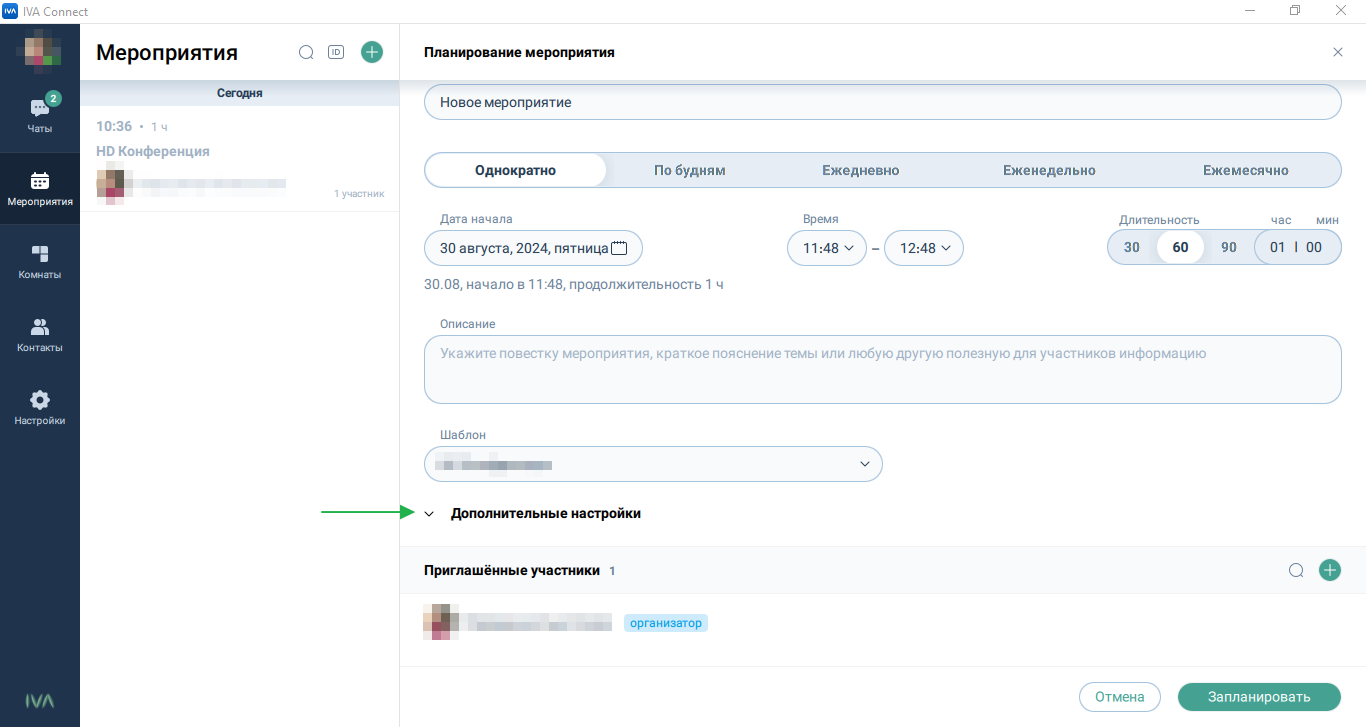 IVA Connect
Мероприятия
ID
2
Чаты
Мероприятия
Комнаты
Контакты
Настройки
IVA
Сегодня
10:36 • 1 ч
HD Конференция
1 участник
Планирование мероприятия
Новое мероприятие
Однократно По будням Ежедневно Еженедельно Ежемесячно
Дата начала Время Длительность час мин
30 августа, 2024, пятница 11:48 – 12:48 30 60 90 01 | 00
30.08, начало в 11:48, продолжительность 1 ч
Описание
Укажите повестку мероприятия, краткое пояснение темы или любую другую полезную для участников информацию
Шаблон
Дополнительные настройки
Приглашённые участники 1
организатор
Отмена Запланировать